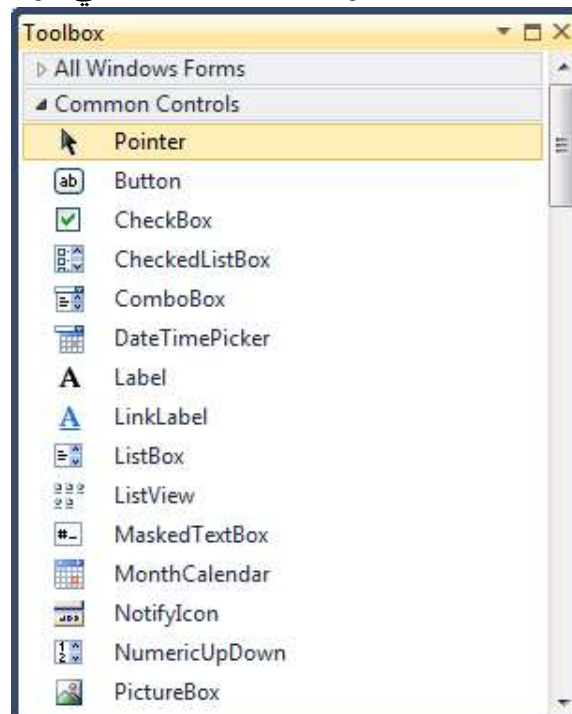 Toolbox
All Windows Forms
Common Controls
Pointer
Button
CheckBox
CheckedListBox
ComboBox
DateTimePicker
Label
LinkLabel
ListBox
ListView
MaskedTextBox
MonthCalendar
NotifyIcon
NumericUpDown
PictureBox